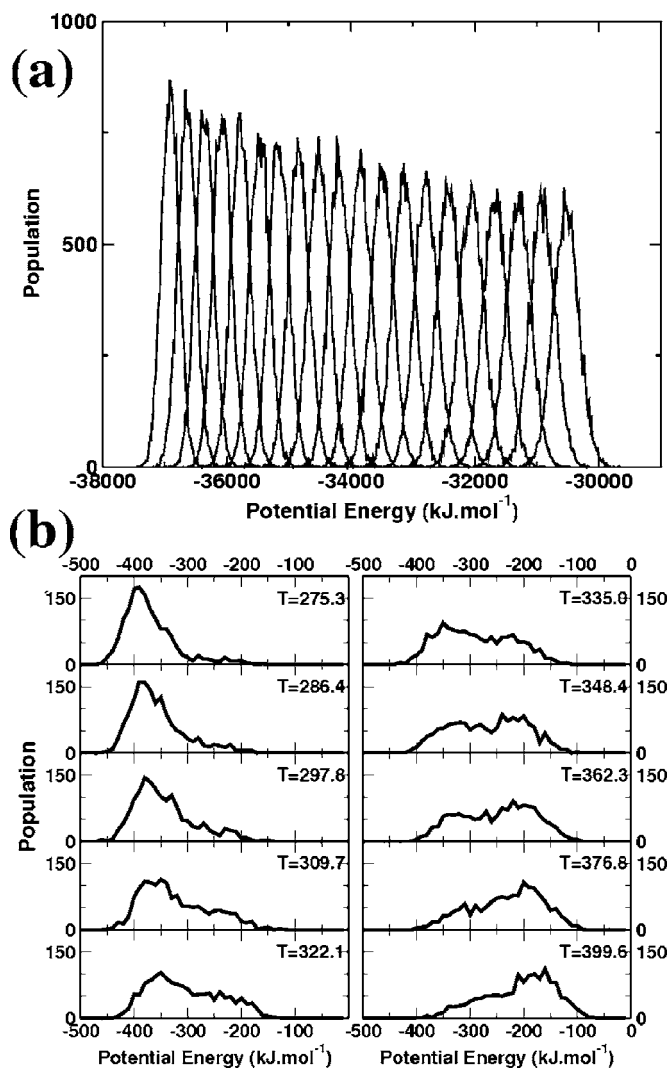 (a)
1000
500
0
Population
-38000 -36000 -34000 -32000 -30000
Potential Energy (kJ.mol-1)
(b)
-500 -400 -300 -200 -100 -500 -400 -300 -200 -100 0
150 T=275.3 T=335.0 150
0 0
150 T=286.4 T=348.4 150
0 0
150 T=297.8 T=362.3 150
0 0
150 T=309.7 T=376.8 150
0 0
150 T=322.1 T=399.6 150
0 0
Population
-500 -400 -300 -200 -100 -500 -400 -300 -200 -100 0
Potential Energy (kJ.mol-1) Potential Energy (kJ.mol-1)